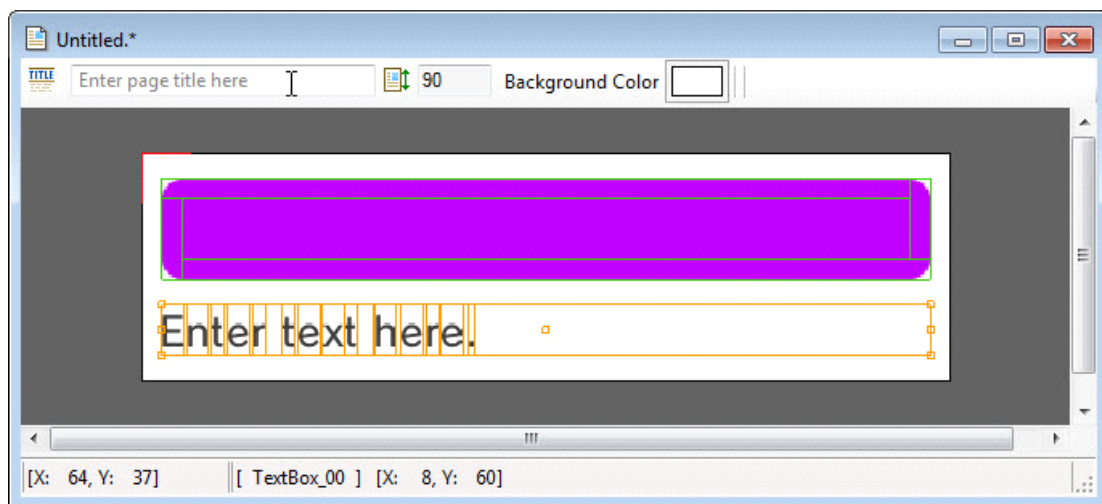 Untitled.*
TITLE Enter page title here 90 Background Color
Enter text here.
[X: 64, Y: 37] [ TextBox_00 ] [X: 8, Y: 60]